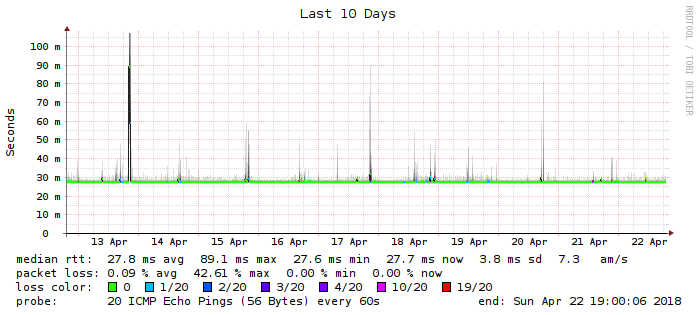 Last 10 Days
RRDTOOL / TOBI OETIKER
Seconds
100 m
90 m
80 m
70 m
60 m
50 m
40 m
30 m
20 m
10 m
0
13 Apr 14 Apr 15 Apr 16 Apr 17 Apr 18 Apr 19 Apr 20 Apr 21 Apr 22 Apr
median rtt: 27.8 ms avg 89.1 ms max 27.6 ms min 27.7 ms now 3.8 ms sd 7.3 am/s
packet loss: 0.09 % avg 42.61 % max 0.00 % min 0.00 % now
loss color: 0 1/20 2/20 3/20 4/20 10/20 19/20
probe: 20 ICMP Echo Pings (56 Bytes) every 60s end: Sun Apr 22 19:00:06 2018